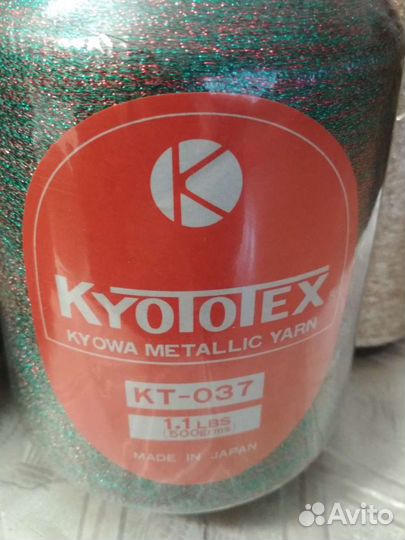 K
KYOTOTEX
KYOWA METALLIC YARN
KT-037
1.1 LBS
(500grms)
MADE IN JAPAN
Avito